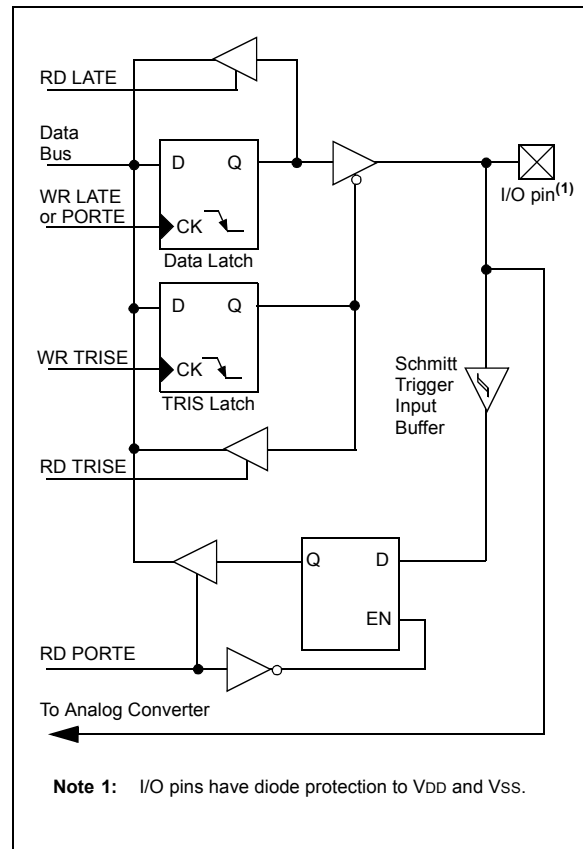 RD LATE
Data
Bus
D Q
I/O pin(1)
WR LATE
or PORTE
CK
Data Latch
D Q
WR TRISE
CK
TRIS Latch
Schmitt
Trigger
Input
Buffer
RD TRISE
Q D
EN
RD PORTE
To Analog Converter
Note 1: I/O pins have diode protection to VDD and VSS.